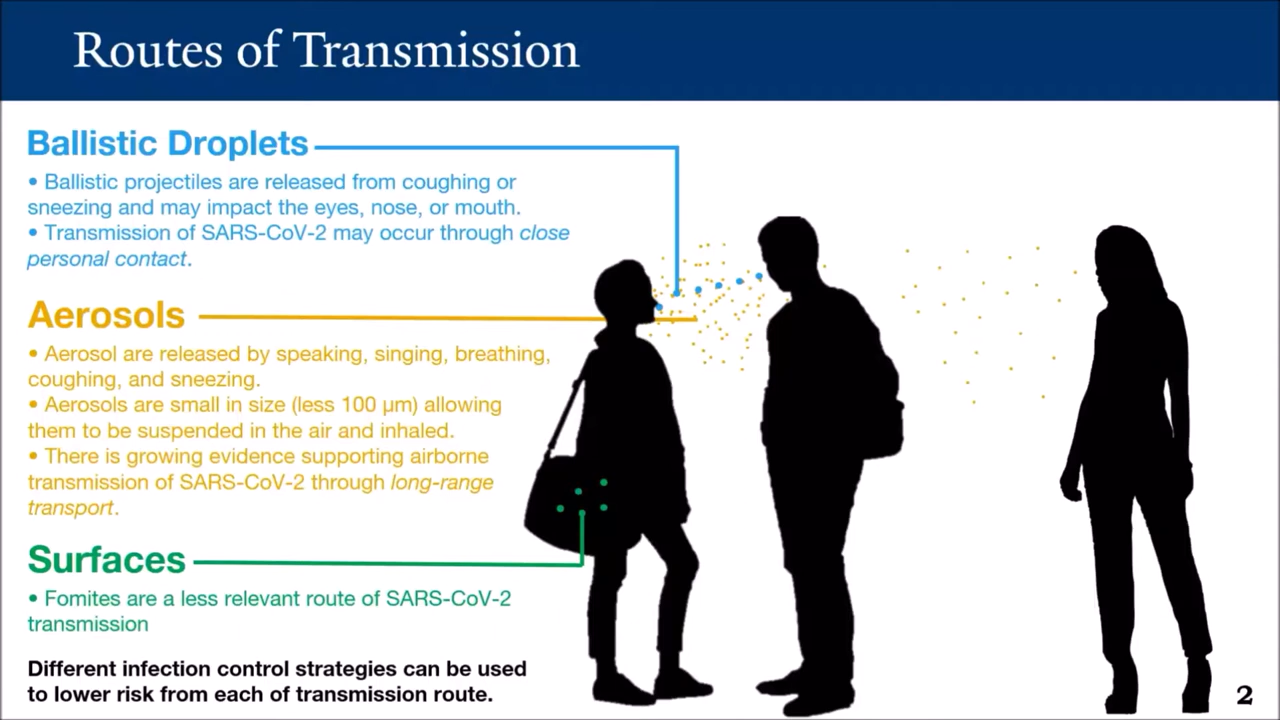 Routes of Transmission
Ballistic Droplets
• Ballistic projectiles are released from coughing or
sneezing and may impact the eyes, nose, or mouth.
• Transmission of SARS-CoV-2 may occur through close
personal contact.
Aerosols
• Aerosol are released by speaking, singing, breathing,
coughing, and sneezing.
• Aerosols are small in size (less 100 μm) allowing
them to be suspended in the air and inhaled.
• There is growing evidence supporting airborne
transmission of SARS-CoV-2 through long-range
transport.
Surfaces
• Fomites are a less relevant route of SARS-CoV-2
transmission
Different infection control strategies can be used
to lower risk from each of transmission route.
2